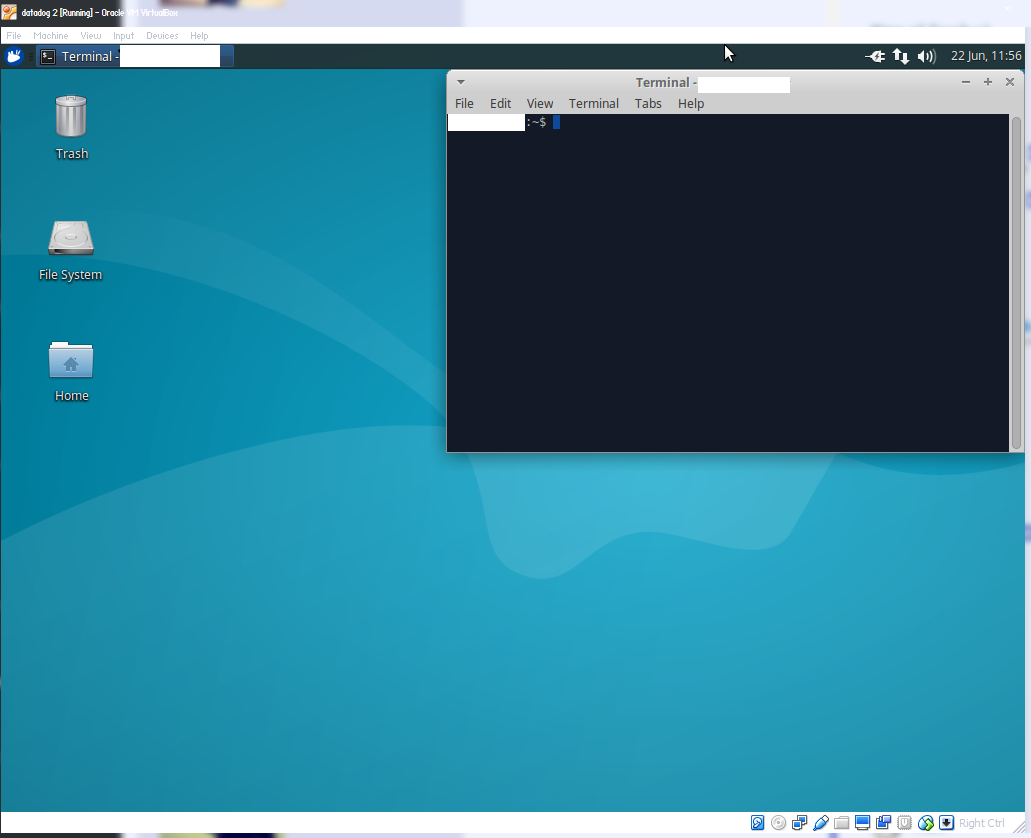 datadog 2 [Running] - Oracle VM VirtualBox
File Machine View Input Devices Help
Terminal - 22 Jun, 11:56
Terminal -
File Edit View Terminal Tabs Help
:~$
Trash
File System
Home
Right Ctrl